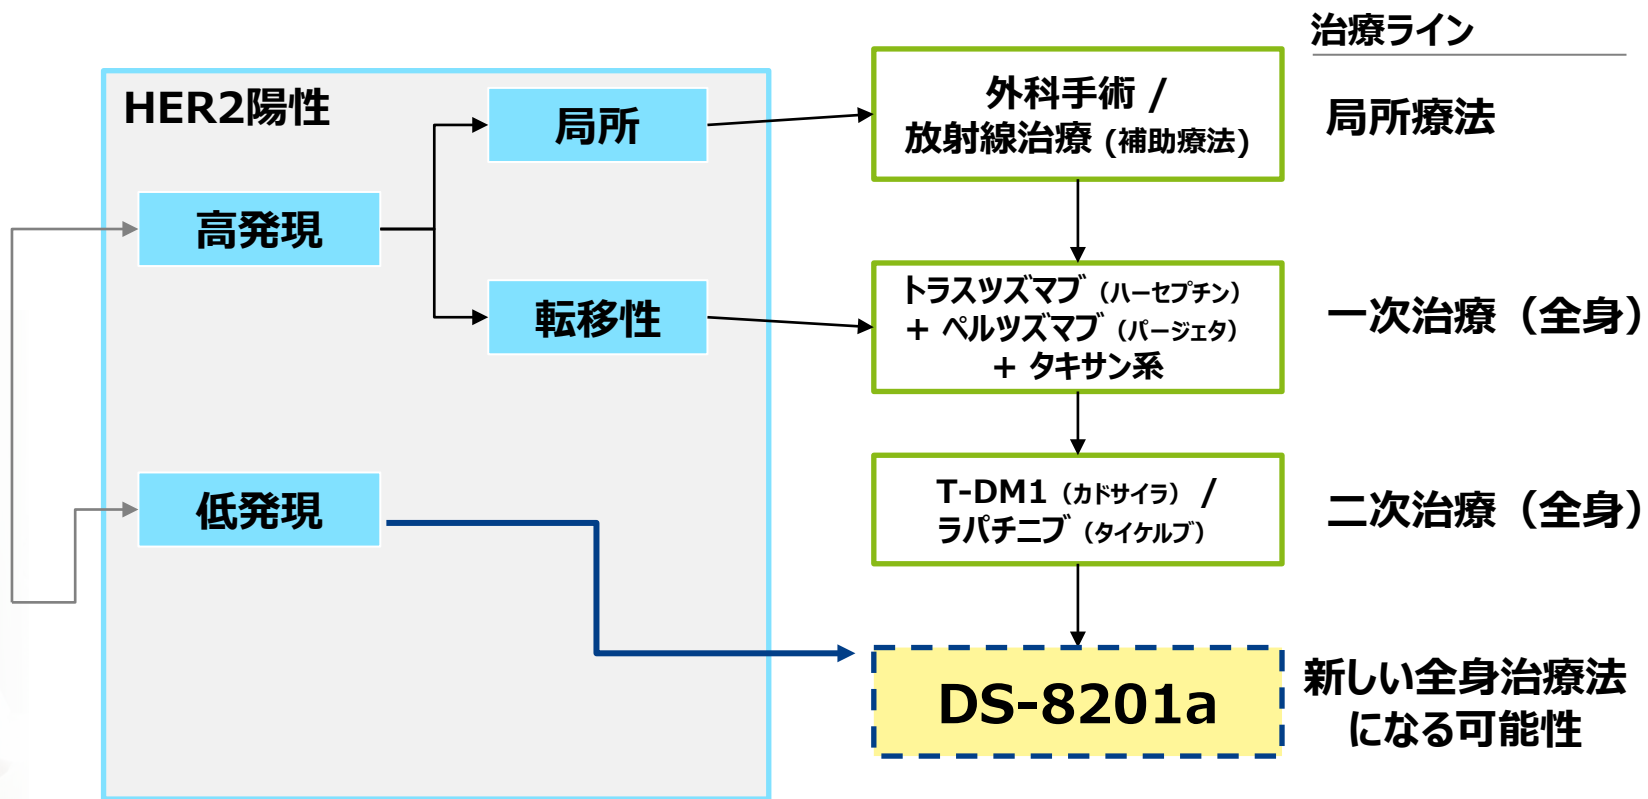 治療ライン
HER2陽性
高発現
低発現
局所
転移性
外科手術 /
放射線治療 (補助療法)
局所療法
トラスツズマブ（ハーセプチン）
+ ペルツズマブ（パージェタ）
+ タキサン系
一次治療（全身）
T-DM1（カドサイラ） /
ラパチニブ（タイケルブ）
二次治療（全身）
DS-8201a
新しい全身治療法
になる可能性